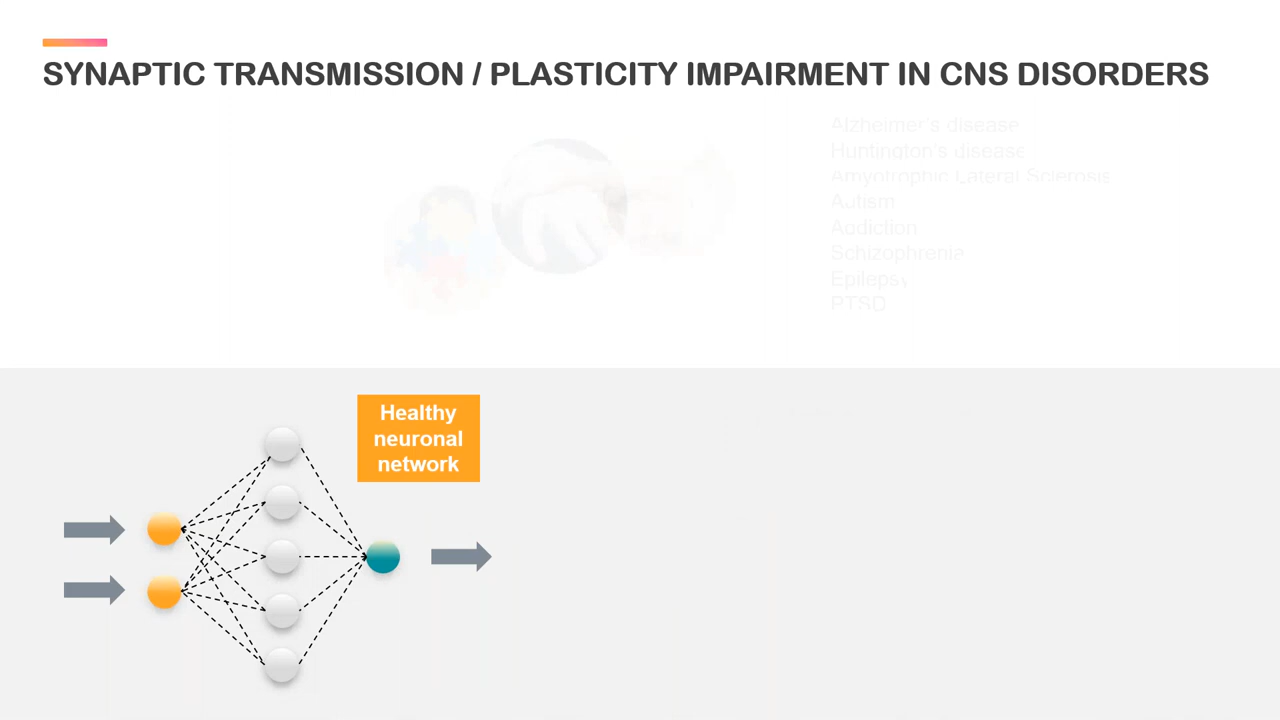 SYNAPTIC TRANSMISSION / PLASTICITY IMPAIRMENT IN CNS DISORDERS
Alzheimer's disease
Huntington's disease
Amyotrophic Lateral Sclerosis
Autism
Addiction
Schizophrenia
Epilepsy
PTSD
Healthy
neuronal
network